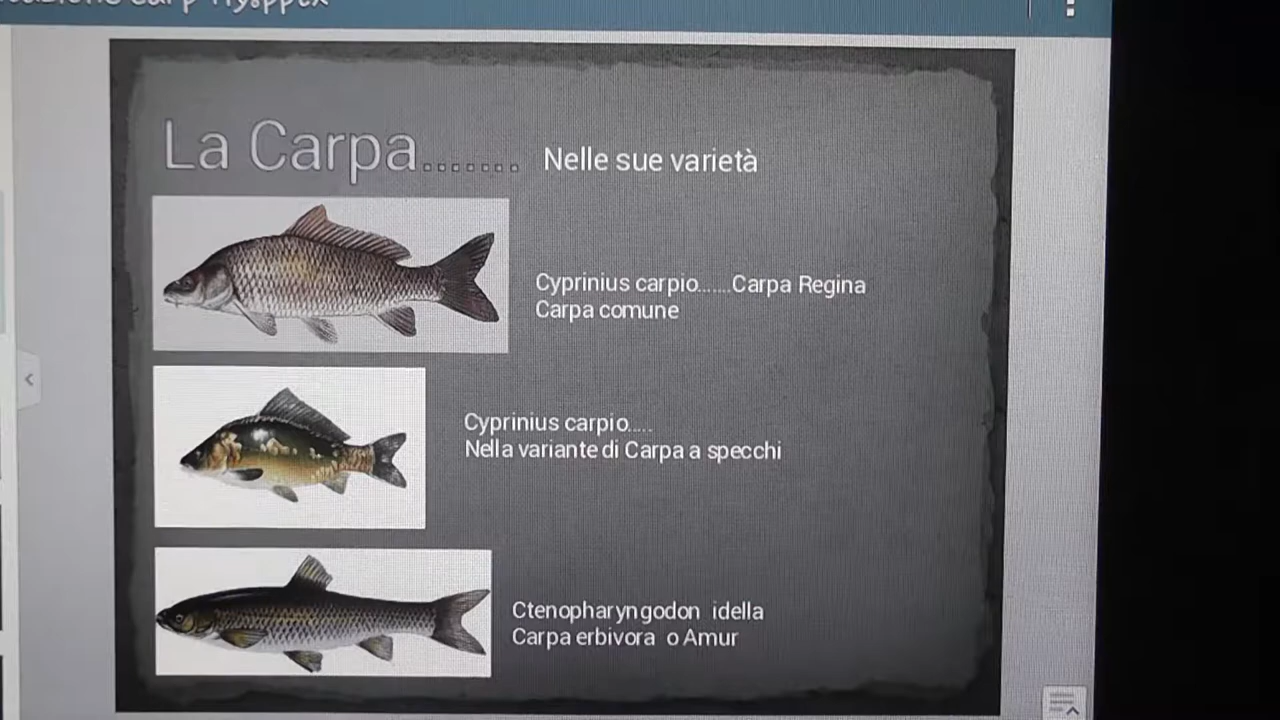 La Carpa....... Nelle sue varietà
Cyprinius carpio......Carpa Regina
Carpa comune
Cyprinius carpio.....
Nella variante di Carpa a specchi
Ctenopharyngodon idella
Carpa erbivora o Amur